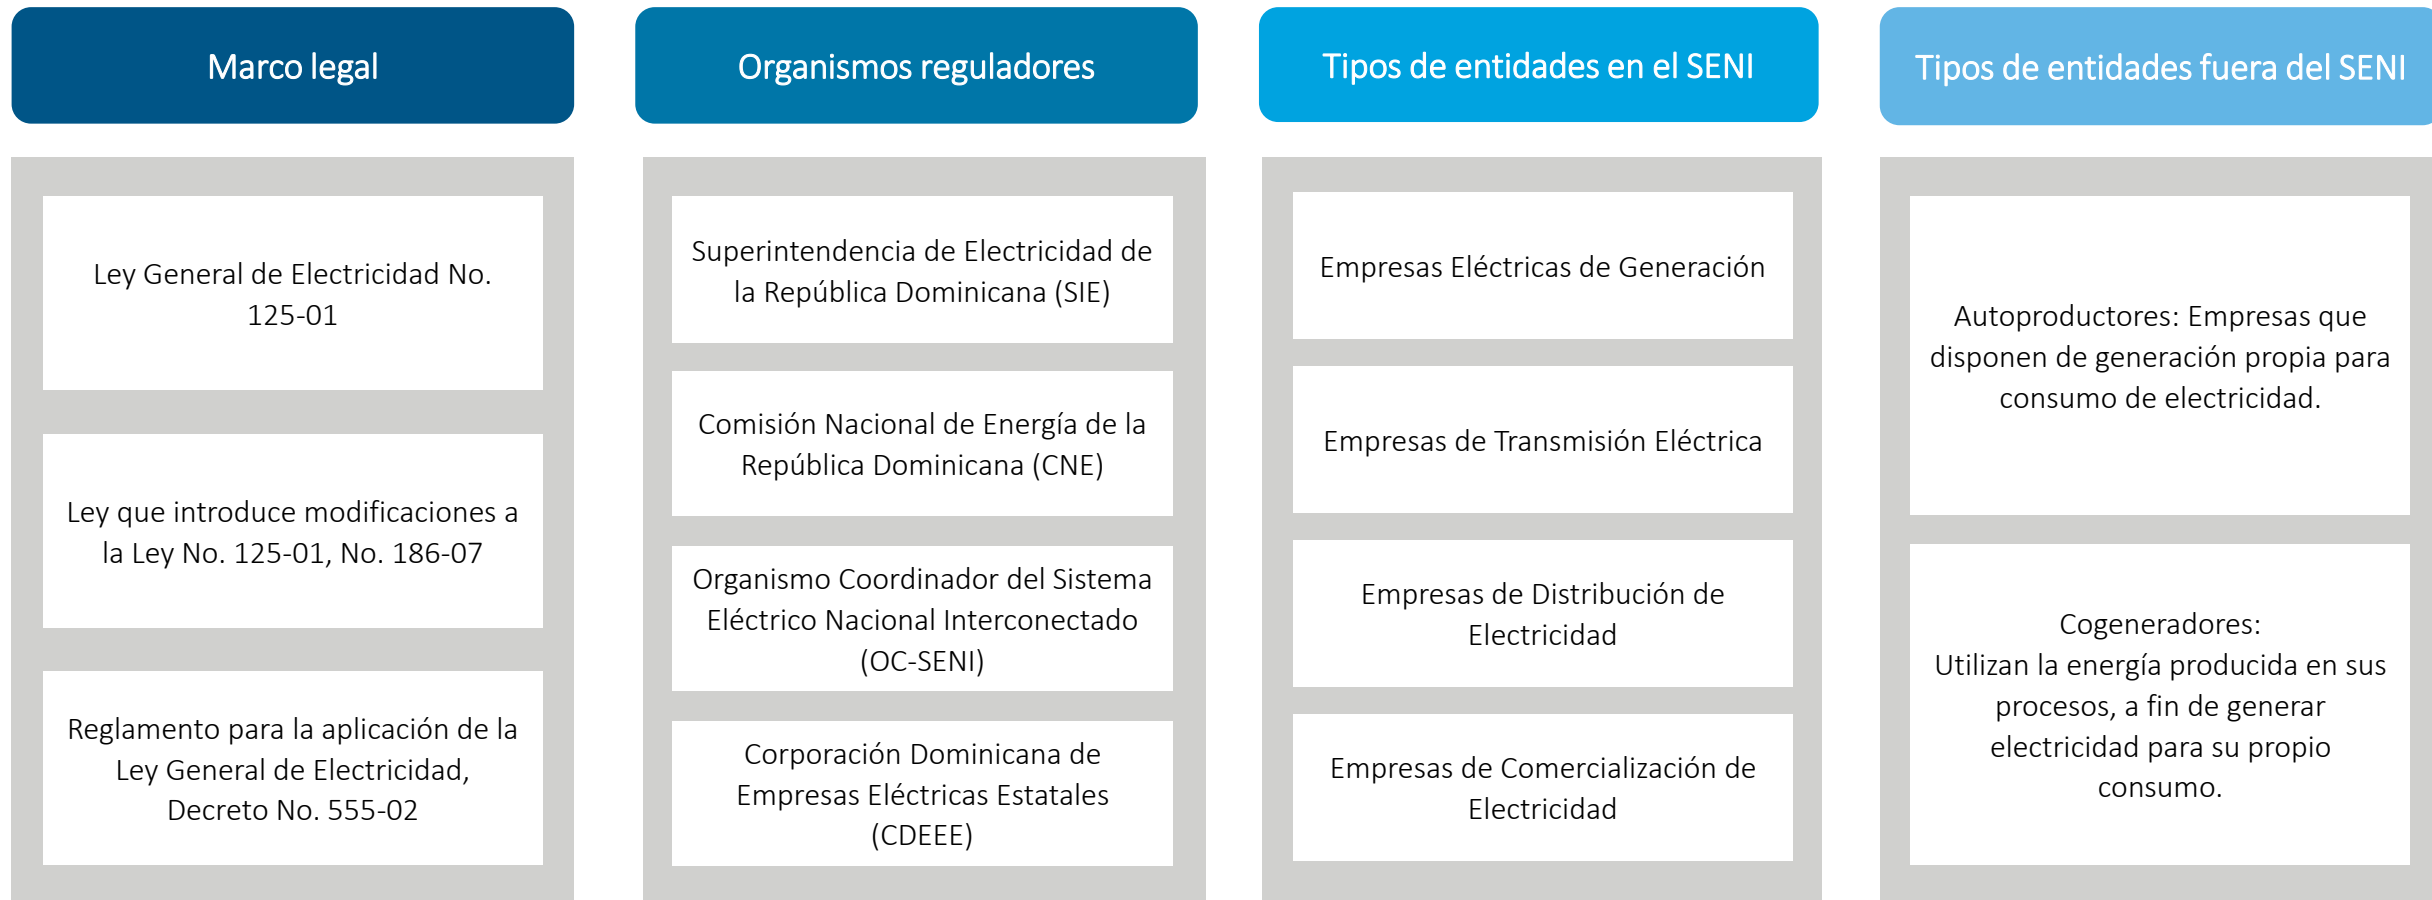 Marco legal
Ley General de Electricidad No.
125-01
Ley que introduce modificaciones a
la Ley No. 125-01, No. 186-07
Reglamento para la aplicación de la
Ley General de Electricidad,
Decreto No. 555-02
Organismos reguladores
Superintendencia de Electricidad de
la República Dominicana (SIE)
Comisión Nacional de Energía de la
República Dominicana (CNE)
Organismo Coordinador del Sistema
Eléctrico Nacional Interconectado
(OC-SENI)
Corporación Dominicana de
Empresas Eléctricas Estatales
(CDEEE)
Tipos de entidades en el SENI
Empresas Eléctricas de Generación
Empresas de Transmisión Eléctrica
Empresas de Distribución de
Electricidad
Empresas de Comercialización de
Electricidad
Tipos de entidades fuera del SENI
Autoproductores: Empresas que
disponen de generación propia para
consumo de electricidad.
Cogeneradores:
Utilizan la energía producida en sus
procesos, a fin de generar
electricidad para su propio
consumo.